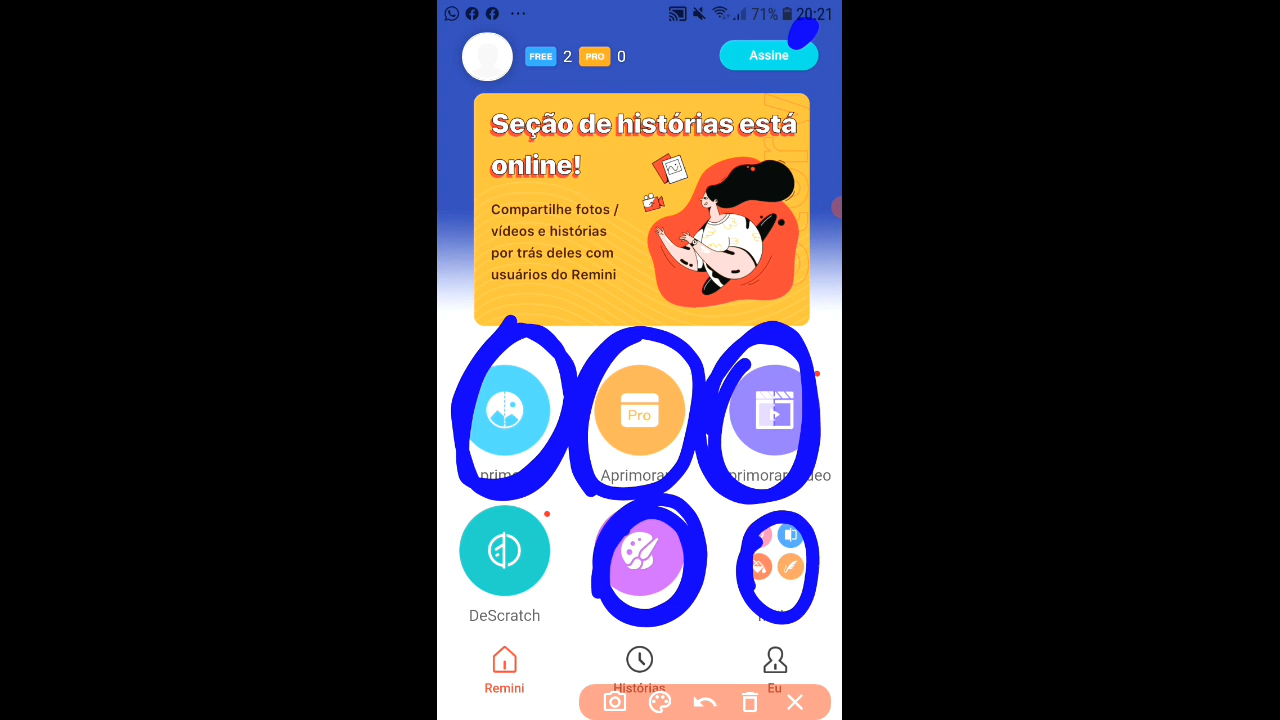 71% 20:21
FREE 2 PRO 0
Assine
Seção de histórias está
online!
Compartilhe fotos /
vídeos e histórias
por trás deles com
usuários do Remini
Pro
DeScratch
Remini
Histórias
Eu